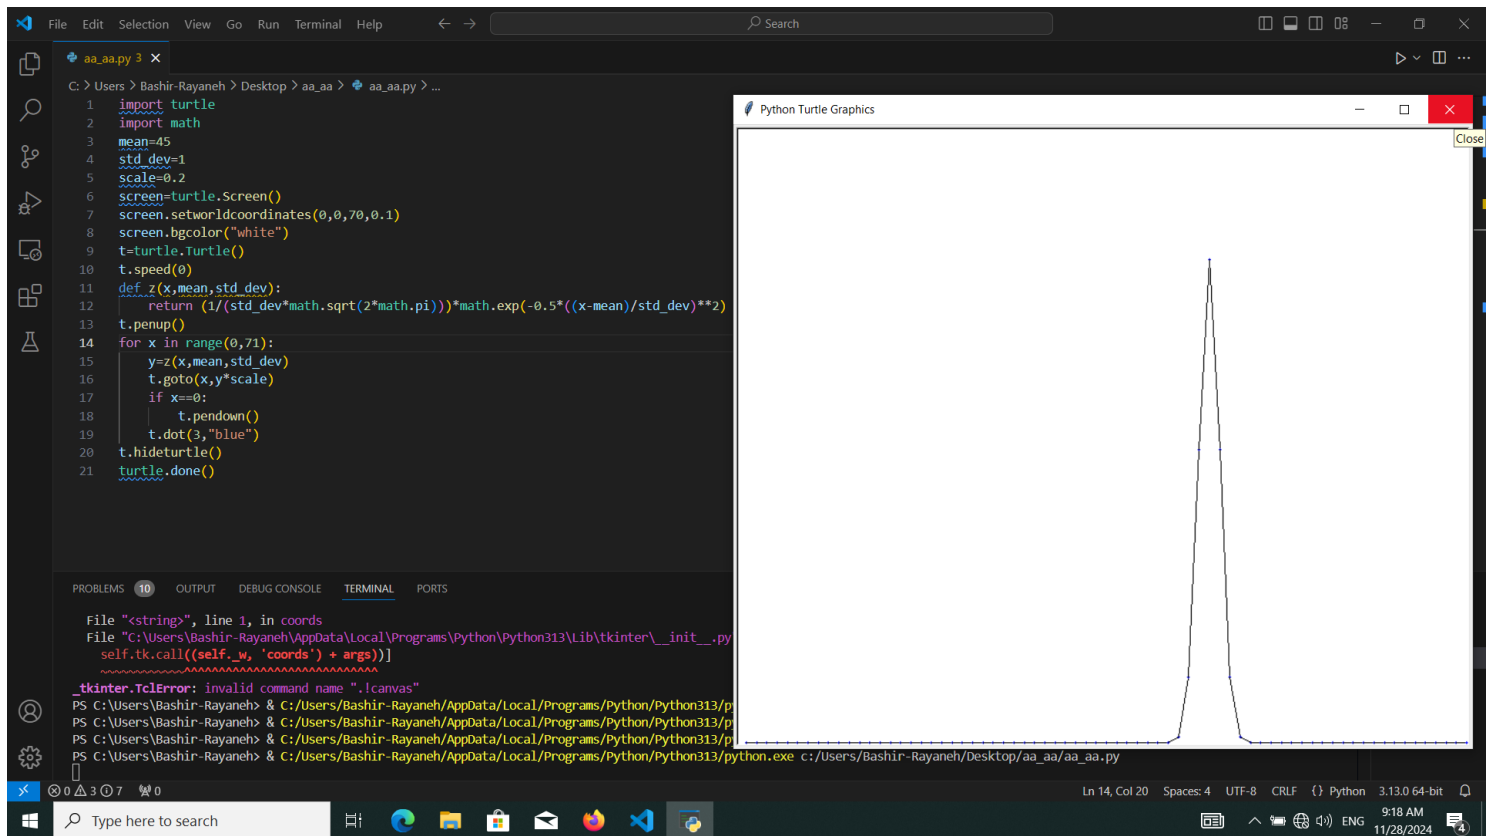 File Edit Selection View Go Run Terminal Help
Search
aa_aa.py 3
C: > Users > Bashir-Rayaneh > Desktop > aa_aa > aa_aa.py > ...
1 import turtle
2 import math
3 mean=45
4 std_dev=1
5 scale=0.2
6 screen=turtle.Screen()
7 screen.setworldcoordinates(0,0,70,0.1)
8 screen.bgcolor("white")
9 t=turtle.Turtle()
10 t.speed(0)
11 def z(x,mean,std_dev):
12 return (1/(std_dev*math.sqrt(2*math.pi)))*math.exp(-0.5*((x-mean)/std_dev)**2)
13 t.penup()
14 for x in range(0,71):
15 y=z(x,mean,std_dev)
16 t.goto(x,y*scale)
17 if x==0:
18 t.pendown()
19 t.dot(3,"blue")
20 t.hideturtle()
21 turtle.done()
Python Turtle Graphics
Close
PROBLEMS 10 OUTPUT DEBUG CONSOLE TERMINAL PORTS
File "<string>", line 1, in coords
File "C:\Users\Bashir-Rayaneh\AppData\Local\Programs\Python\Python313\Lib\tkinter\__init__.py
self.tk.call((self._w, 'coords') + args))]
~~~~~~~~~~~~^^^^^^^^^^^^^^^^^^^^^^^^^^^^
_tkinter.TclError: invalid command name ".!canvas"
PS C:\Users\Bashir-Rayaneh> & C:/Users/Bashir-Rayaneh/AppData/Local/Programs/Python/Python313/py
PS C:\Users\Bashir-Rayaneh> & C:/Users/Bashir-Rayaneh/AppData/Local/Programs/Python/Python313/py
PS C:\Users\Bashir-Rayaneh> & C:/Users/Bashir-Rayaneh/AppData/Local/Programs/Python/Python313/py
PS C:\Users\Bashir-Rayaneh> & C:/Users/Bashir-Rayaneh/AppData/Local/Programs/Python/Python313/python.exe c:/Users/Bashir-Rayaneh/Desktop/aa_aa/aa_aa.py
0 3 7 0 Ln 14, Col 20 Spaces: 4 UTF-8 CRLF {} Python 3.13.0 64-bit
Type here to search
ENG
9:18 AM
11/28/2024
4